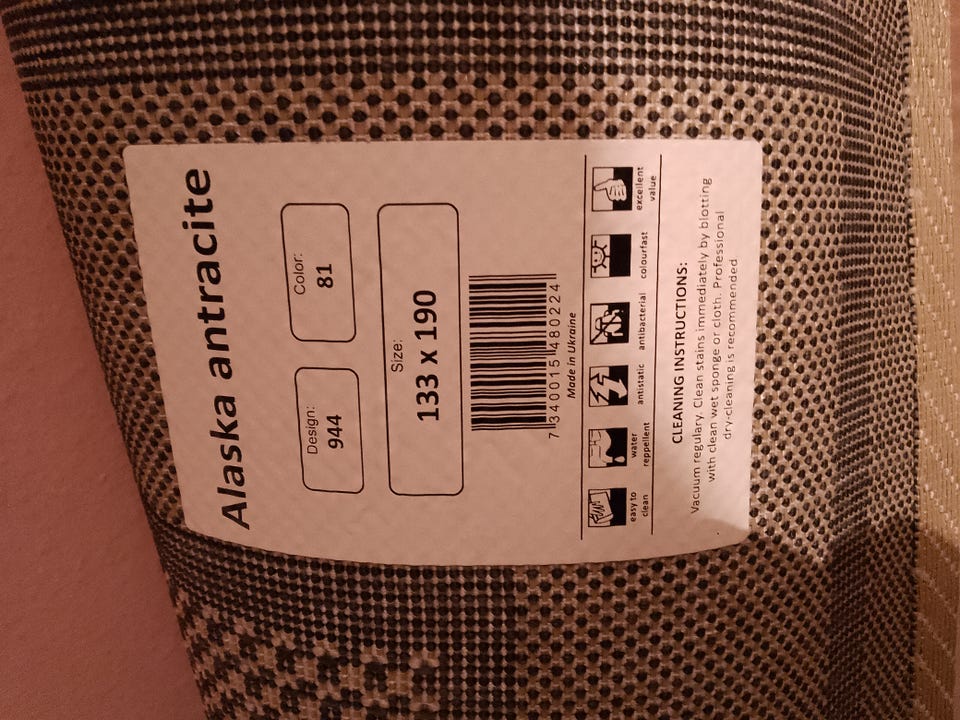 Alaska antracite
Design:
944
Color:
81
Size:
133 x 190
7 340015 480224
Made in Ukraine
easy to
clean
water
reppellent
antistatic
antibacterial
colourfast
excellent
value
CLEANING INSTRUCTIONS:
Vacuum regulary. Clean stains immediately by blotting
with clean wet sponge or cloth. Professional
dry-cleaning is recommended